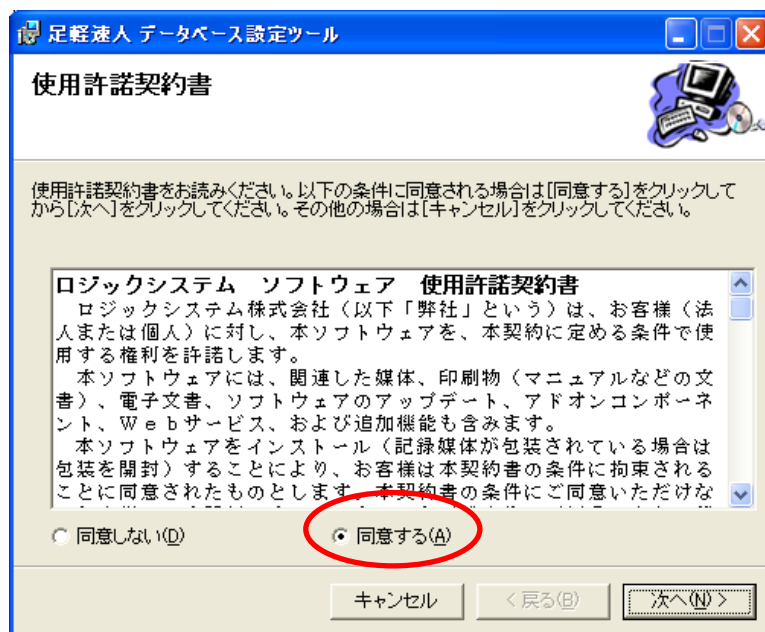 足軽速人 データベース設定ツール
使用許諾契約書
使用許諾契約書をお読みください。以下の条件に同意される場合は[同意する]をクリックして
から[次へ]をクリックしてください。その他の場合は[キャンセル]をクリックしてください。
ロジックシステム ソフトウェア 使用許諾契約書
ロジックシステム株式会社（以下「弊社」という）は、お客様（法
人または個人）に対し、本ソフトウェアを、本契約に定める条件で使
用する権利を許諾します。
本ソフトウェアには、関連した媒体、印刷物（マニュアルなどの文
書）、電子文書、ソフトウェアのアップデート、アドオンコンポーネ
ント、Ｗｅｂサービス、および追加機能も含みます。
本ソフトウェアをインストール（記録媒体が包装されている場合は
包装を開封）することにより、お客様は本契約書の条件に拘束される
ことに同意されたものとします。本契約書の条件にご同意いただけな
同意しない(D)
同意する(A)
キャンセル
< 戻る(B)
次へ(N) >